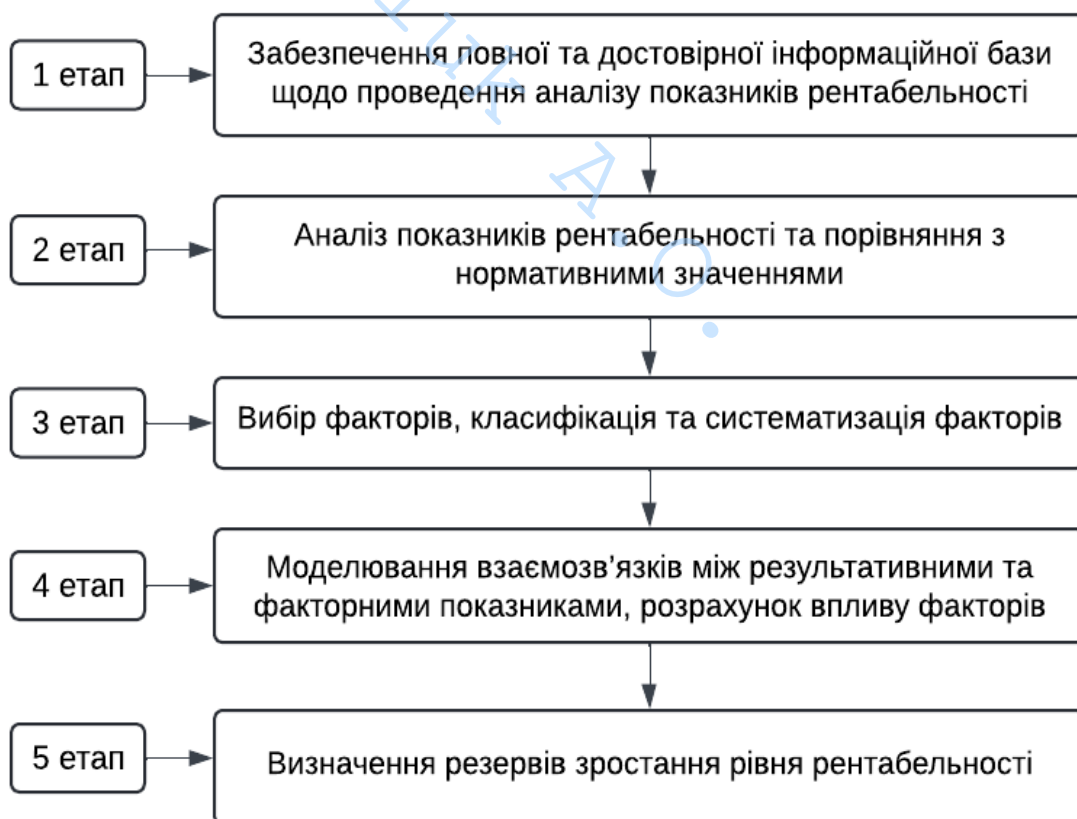 1 етап
Забезпечення повної та достовірної інформаційної бази
щодо проведення аналізу показників рентабельності
2 етап
Аналіз показників рентабельності та порівняння з
нормативними значеннями
3 етап
Вибір факторів, класифікація та систематизація факторів
4 етап
Моделювання взаємозв’язків між результативними та
факторними показниками, розрахунок впливу факторів
5 етап
Визначення резервів зростання рівня рентабельності
A.O.